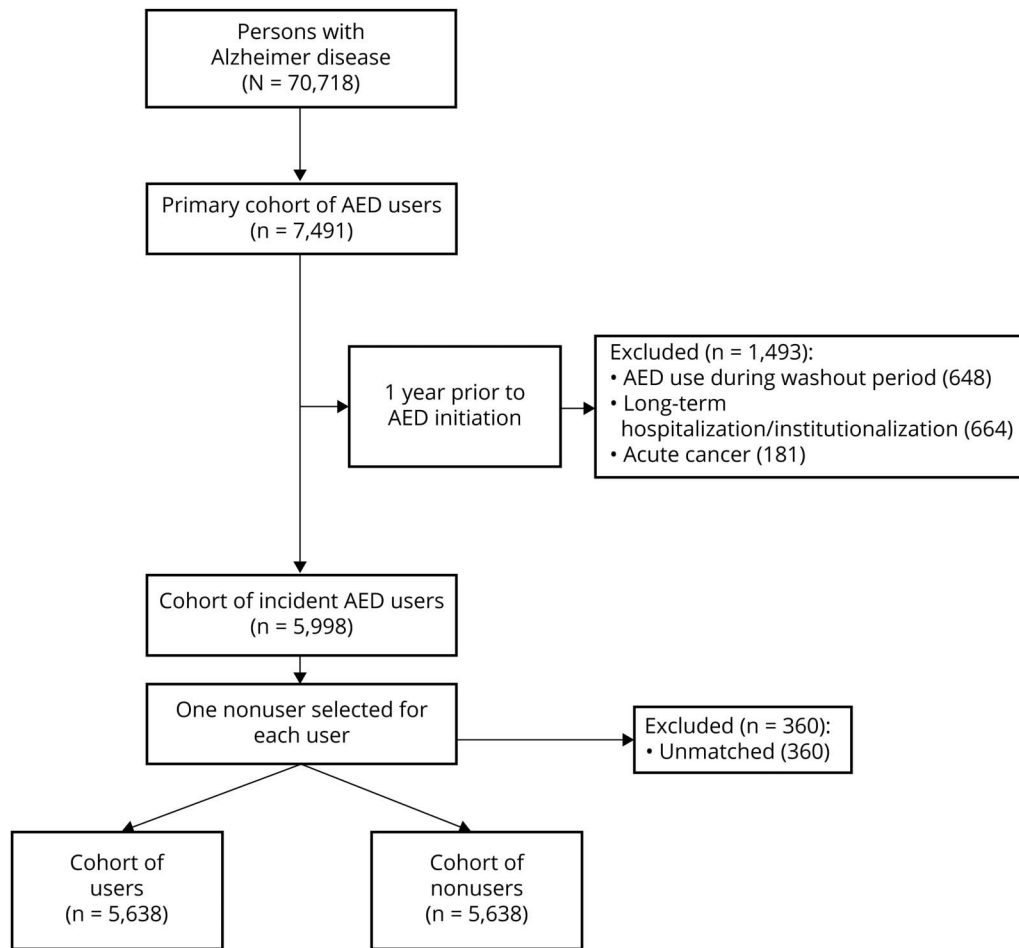 Persons with
Alzheimer disease
(N = 70,718)
Primary cohort of AED users
(n = 7,491)
1 year prior to
AED initiation
Excluded (n = 1,493):
• AED use during washout period (648)
• Long-term
hospitalization/institutionalization (664)
• Acute cancer (181)
Cohort of incident AED users
(n = 5,998)
One nonuser selected for
each user
Excluded (n = 360):
• Unmatched (360)
Cohort of
users
(n = 5,638)
Cohort of
nonusers
(n = 5,638)